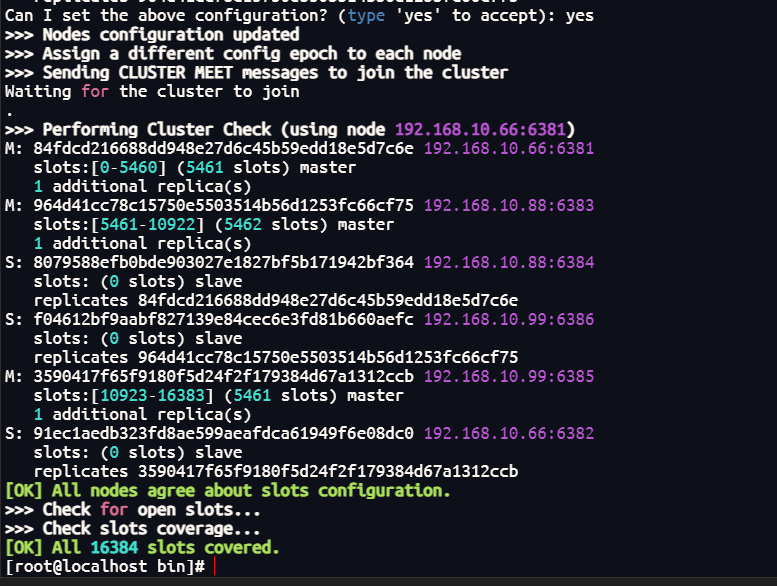 Can I set the above configuration? (type 'yes' to accept): yes
>>> Nodes configuration updated
>>> Assign a different config epoch to each node
>>> Sending CLUSTER MEET messages to join the cluster
Waiting for the cluster to join
.
>>> Performing Cluster Check (using node 192.168.10.66:6381)
M: 84fdcd216688dd948e27d6c45b59edd18e5d7c6e 192.168.10.66:6381
   slots:[0-5460] (5461 slots) master
   1 additional replica(s)
M: 964d41cc78c15750e5503514b56d1253fc66cf75 192.168.10.88:6383
   slots:[5461-10922] (5462 slots) master
   1 additional replica(s)
S: 8079588efb0bde903027e1827bf5b171942bf364 192.168.10.88:6384
   slots: (0 slots) slave
   replicates 84fdcd216688dd948e27d6c45b59edd18e5d7c6e
S: f04612bf9aabf827139e84cec6e3fd81b660aefc 192.168.10.99:6386
   slots: (0 slots) slave
   replicates 964d41cc78c15750e5503514b56d1253fc66cf75
M: 3590417f65f9180f5d24f2f179384d67a1312ccb 192.168.10.99:6385
   slots:[10923-16383] (5461 slots) master
   1 additional replica(s)
S: 91ec1aedb323fd8ae599aeafdca61949f6e08dc0 192.168.10.66:6382
   slots: (0 slots) slave
   replicates 3590417f65f9180f5d24f2f179384d67a1312ccb
[OK] All nodes agree about slots configuration.
>>> Check for open slots...
>>> Check slots coverage...
[OK] All 16384 slots covered.
[root@localhost bin]#